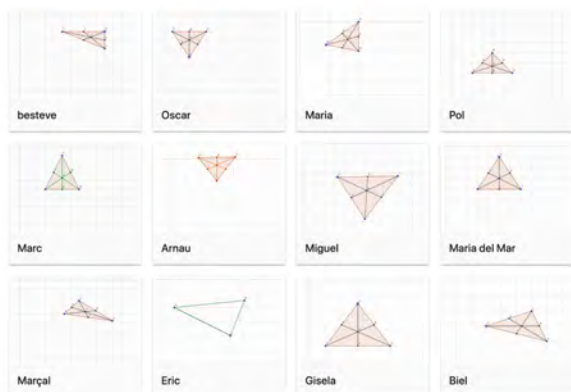 besteve
Oscar
Maria
Pol
Marc
Arnau
Miguel
Maria del Mar
Marçal
Eric
Gisela
Biel